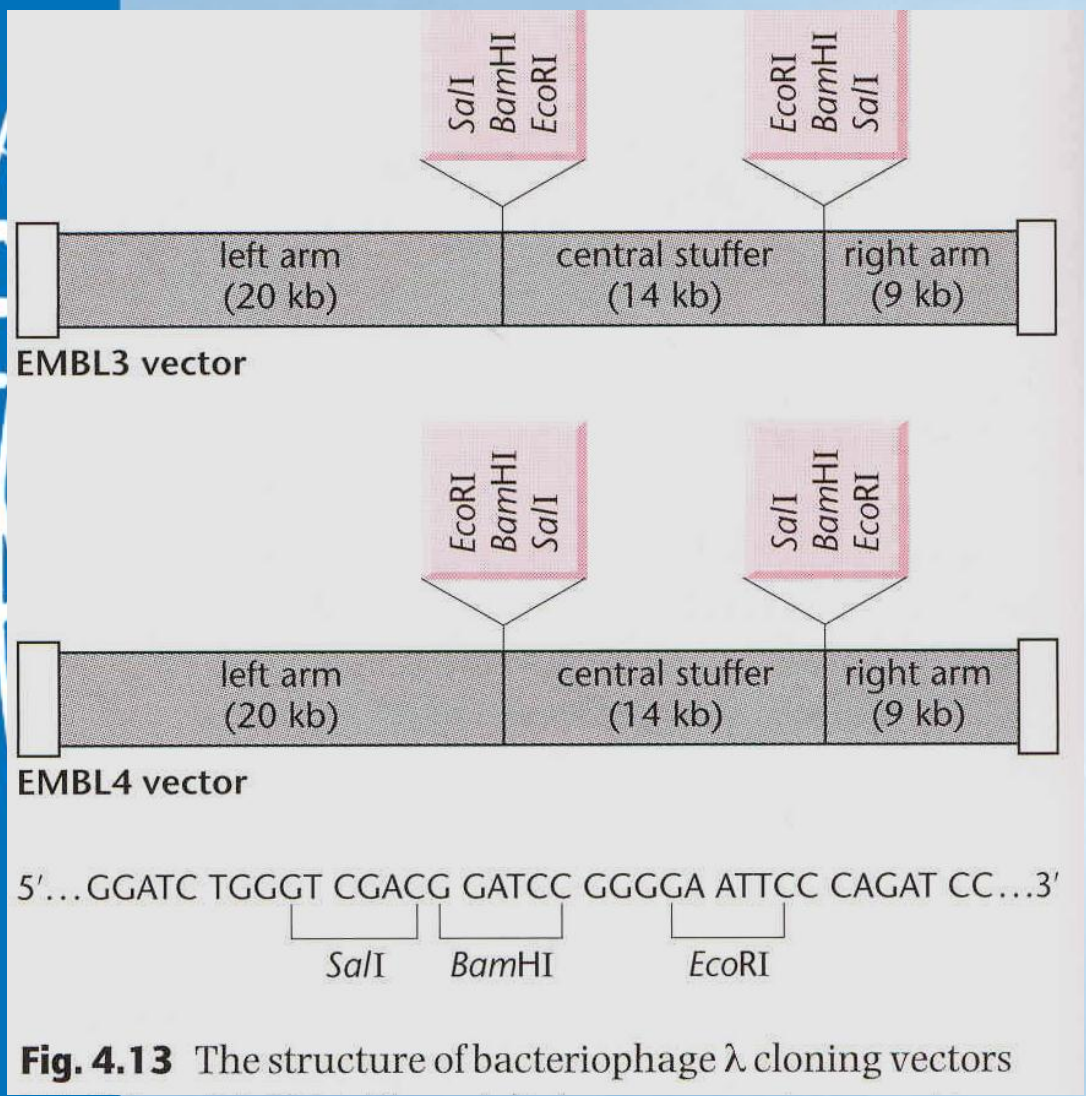 SalI
BamHI
EcoRI
EcoRI
BamHI
SalI
left arm
(20 kb)
central stuffer
(14 kb)
right arm
(9 kb)
EMBL3 vector
EcoRI
BamHI
SalI
SalI
BamHI
EcoRI
left arm
(20 kb)
central stuffer
(14 kb)
right arm
(9 kb)
EMBL4 vector
5′…GGATC TGGGT CGACG GATCC GGGGA ATTCC CAGAT CC…3′
SalI BamHI EcoRI
Fig. 4.13 The structure of bacteriophage λ cloning vectors